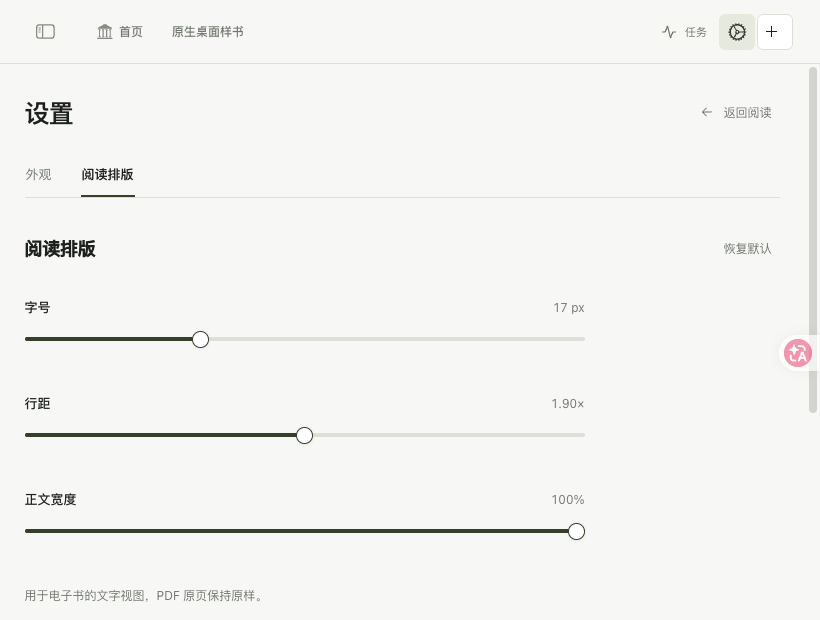 首页
原生桌面样书
任务
设置
返回阅读
外观
阅读排版
阅读排版
恢复默认
字号
17 px
行距
1.90×
正文宽度
100%
用于电子书的文字视图，PDF 原页保持原样。